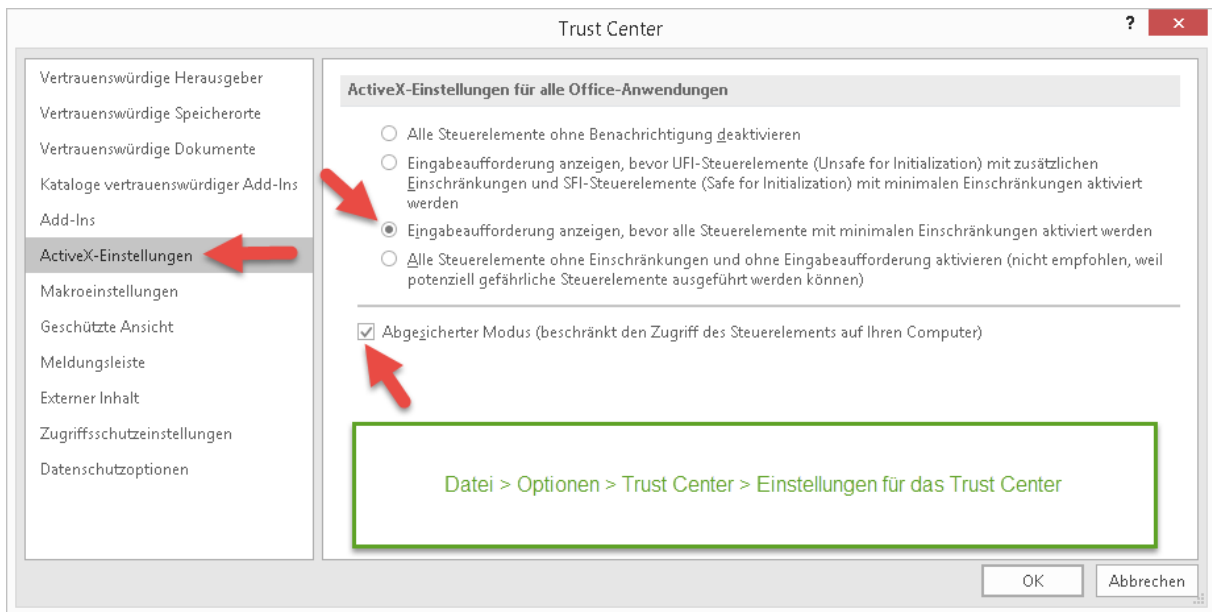 Trust Center
?
×
Vertrauenswürdige Herausgeber
Vertrauenswürdige Speicherorte
Vertrauenswürdige Dokumente
Kataloge vertrauenswürdiger Add-Ins
Add-Ins
ActiveX-Einstellungen
Makroeinstellungen
Geschützte Ansicht
Meldungsleiste
Externer Inhalt
Zugriffsschutzeinstellungen
Datenschutzoptionen
ActiveX-Einstellungen für alle Office-Anwendungen
Alle Steuerelemente ohne Benachrichtigung deaktivieren
Eingabeaufforderung anzeigen, bevor UFI-Steuerelemente (Unsafe for Initialization) mit zusätzlichen
Einschränkungen und SFI-Steuerelemente (Safe for Initialization) mit minimalen Einschränkungen aktiviert
werden
Eingabeaufforderung anzeigen, bevor alle Steuerelemente mit minimalen Einschränkungen aktiviert werden
Alle Steuerelemente ohne Einschränkungen und ohne Eingabeaufforderung aktivieren (nicht empfohlen, weil
potenziell gefährliche Steuerelemente ausgeführt werden können)
Abgesicherter Modus (beschränkt den Zugriff des Steuerelements auf Ihren Computer)
Datei > Optionen > Trust Center > Einstellungen für das Trust Center
OK
Abbrechen